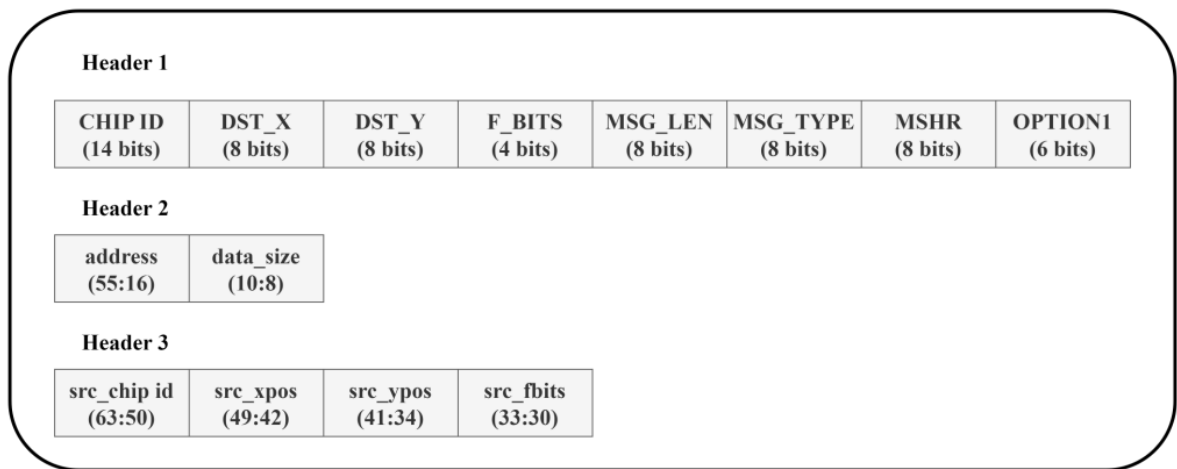 Header 1
CHIP ID DST_X DST_Y F_BITS MSG_LEN MSG_TYPE MSHR OPTION1
(14 bits) (8 bits) (8 bits) (4 bits) (8 bits) (8 bits) (8 bits) (6 bits)
Header 2
address data_size
(55:16) (10:8)
Header 3
src_chip id src_xpos src_ypos src_fbits
(63:50) (49:42) (41:34) (33:30)